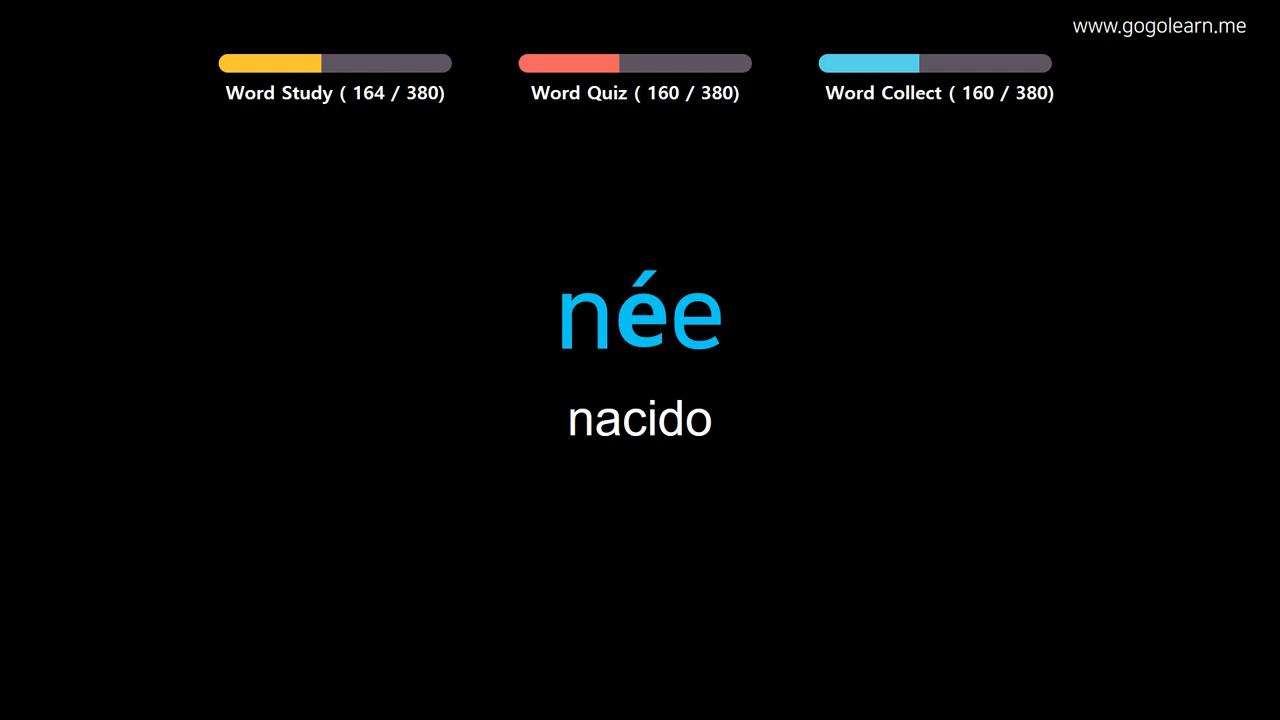 www.gogolearn.me
Word Study ( 164 / 380)
Word Quiz ( 160 / 380)
Word Collect ( 160 / 380)
née
nacido